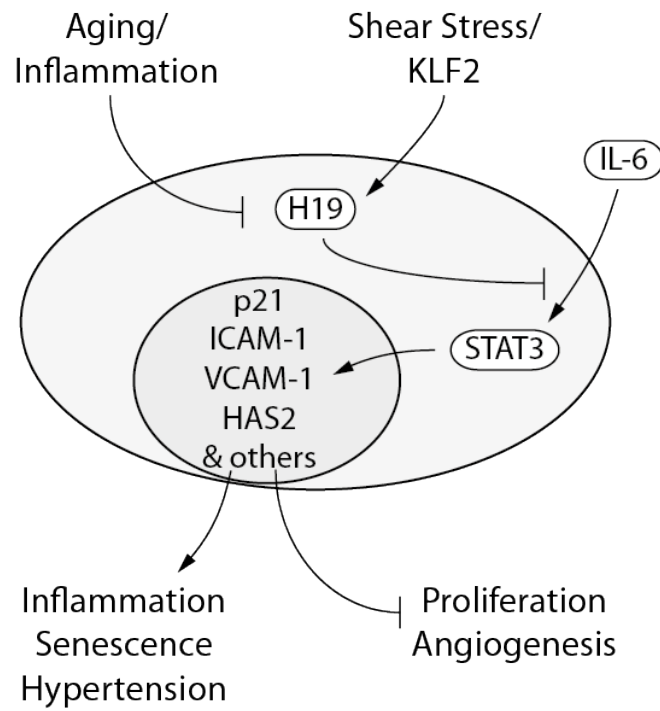 Aging/
Inflammation
Shear Stress/
KLF2
IL-6
H19
p21
ICAM-1
VCAM-1
HAS2
& others
STAT3
Inflammation
Senescence
Hypertension
Proliferation
Angiogenesis